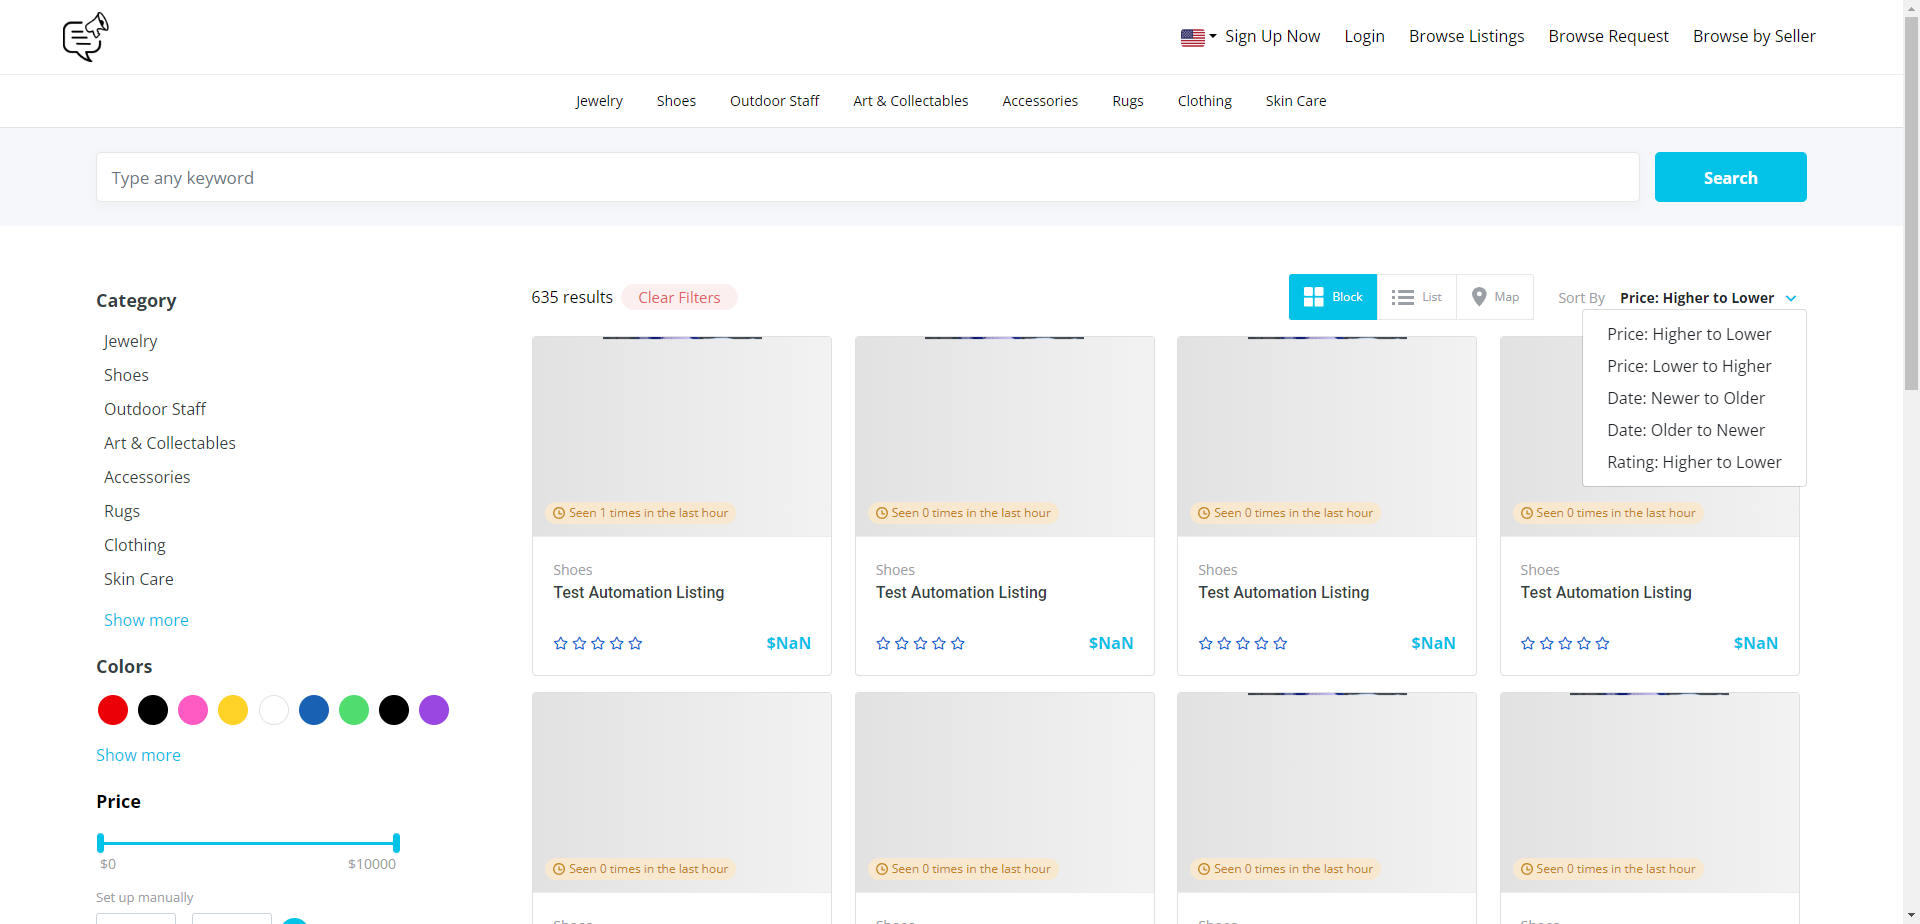 Sign Up Now Login Browse Listings Browse Request Browse by Seller
Jewelry Shoes Outdoor Staff Art & Collectables Accessories Rugs Clothing Skin Care
Type any keyword
Search
Category
Jewelry
Shoes
Outdoor Staff
Art & Collectables
Accessories
Rugs
Clothing
Skin Care
Show more
Colors
Show more
Price
$0 $10000
Set up manually
635 results Clear Filters
Block List Map
Sort By Price: Higher to Lower
Price: Higher to Lower
Price: Lower to Higher
Date: Newer to Older
Date: Older to Newer
Rating: Higher to Lower
Seen 1 times in the last hour
Shoes
Test Automation Listing
$NaN
Seen 0 times in the last hour
Shoes
Test Automation Listing
$NaN
Seen 0 times in the last hour
Shoes
Test Automation Listing
$NaN
Seen 0 times in the last hour
Shoes
Test Automation Listing
$NaN
Seen 0 times in the last hour
Seen 0 times in the last hour
Seen 0 times in the last hour
Seen 0 times in the last hour